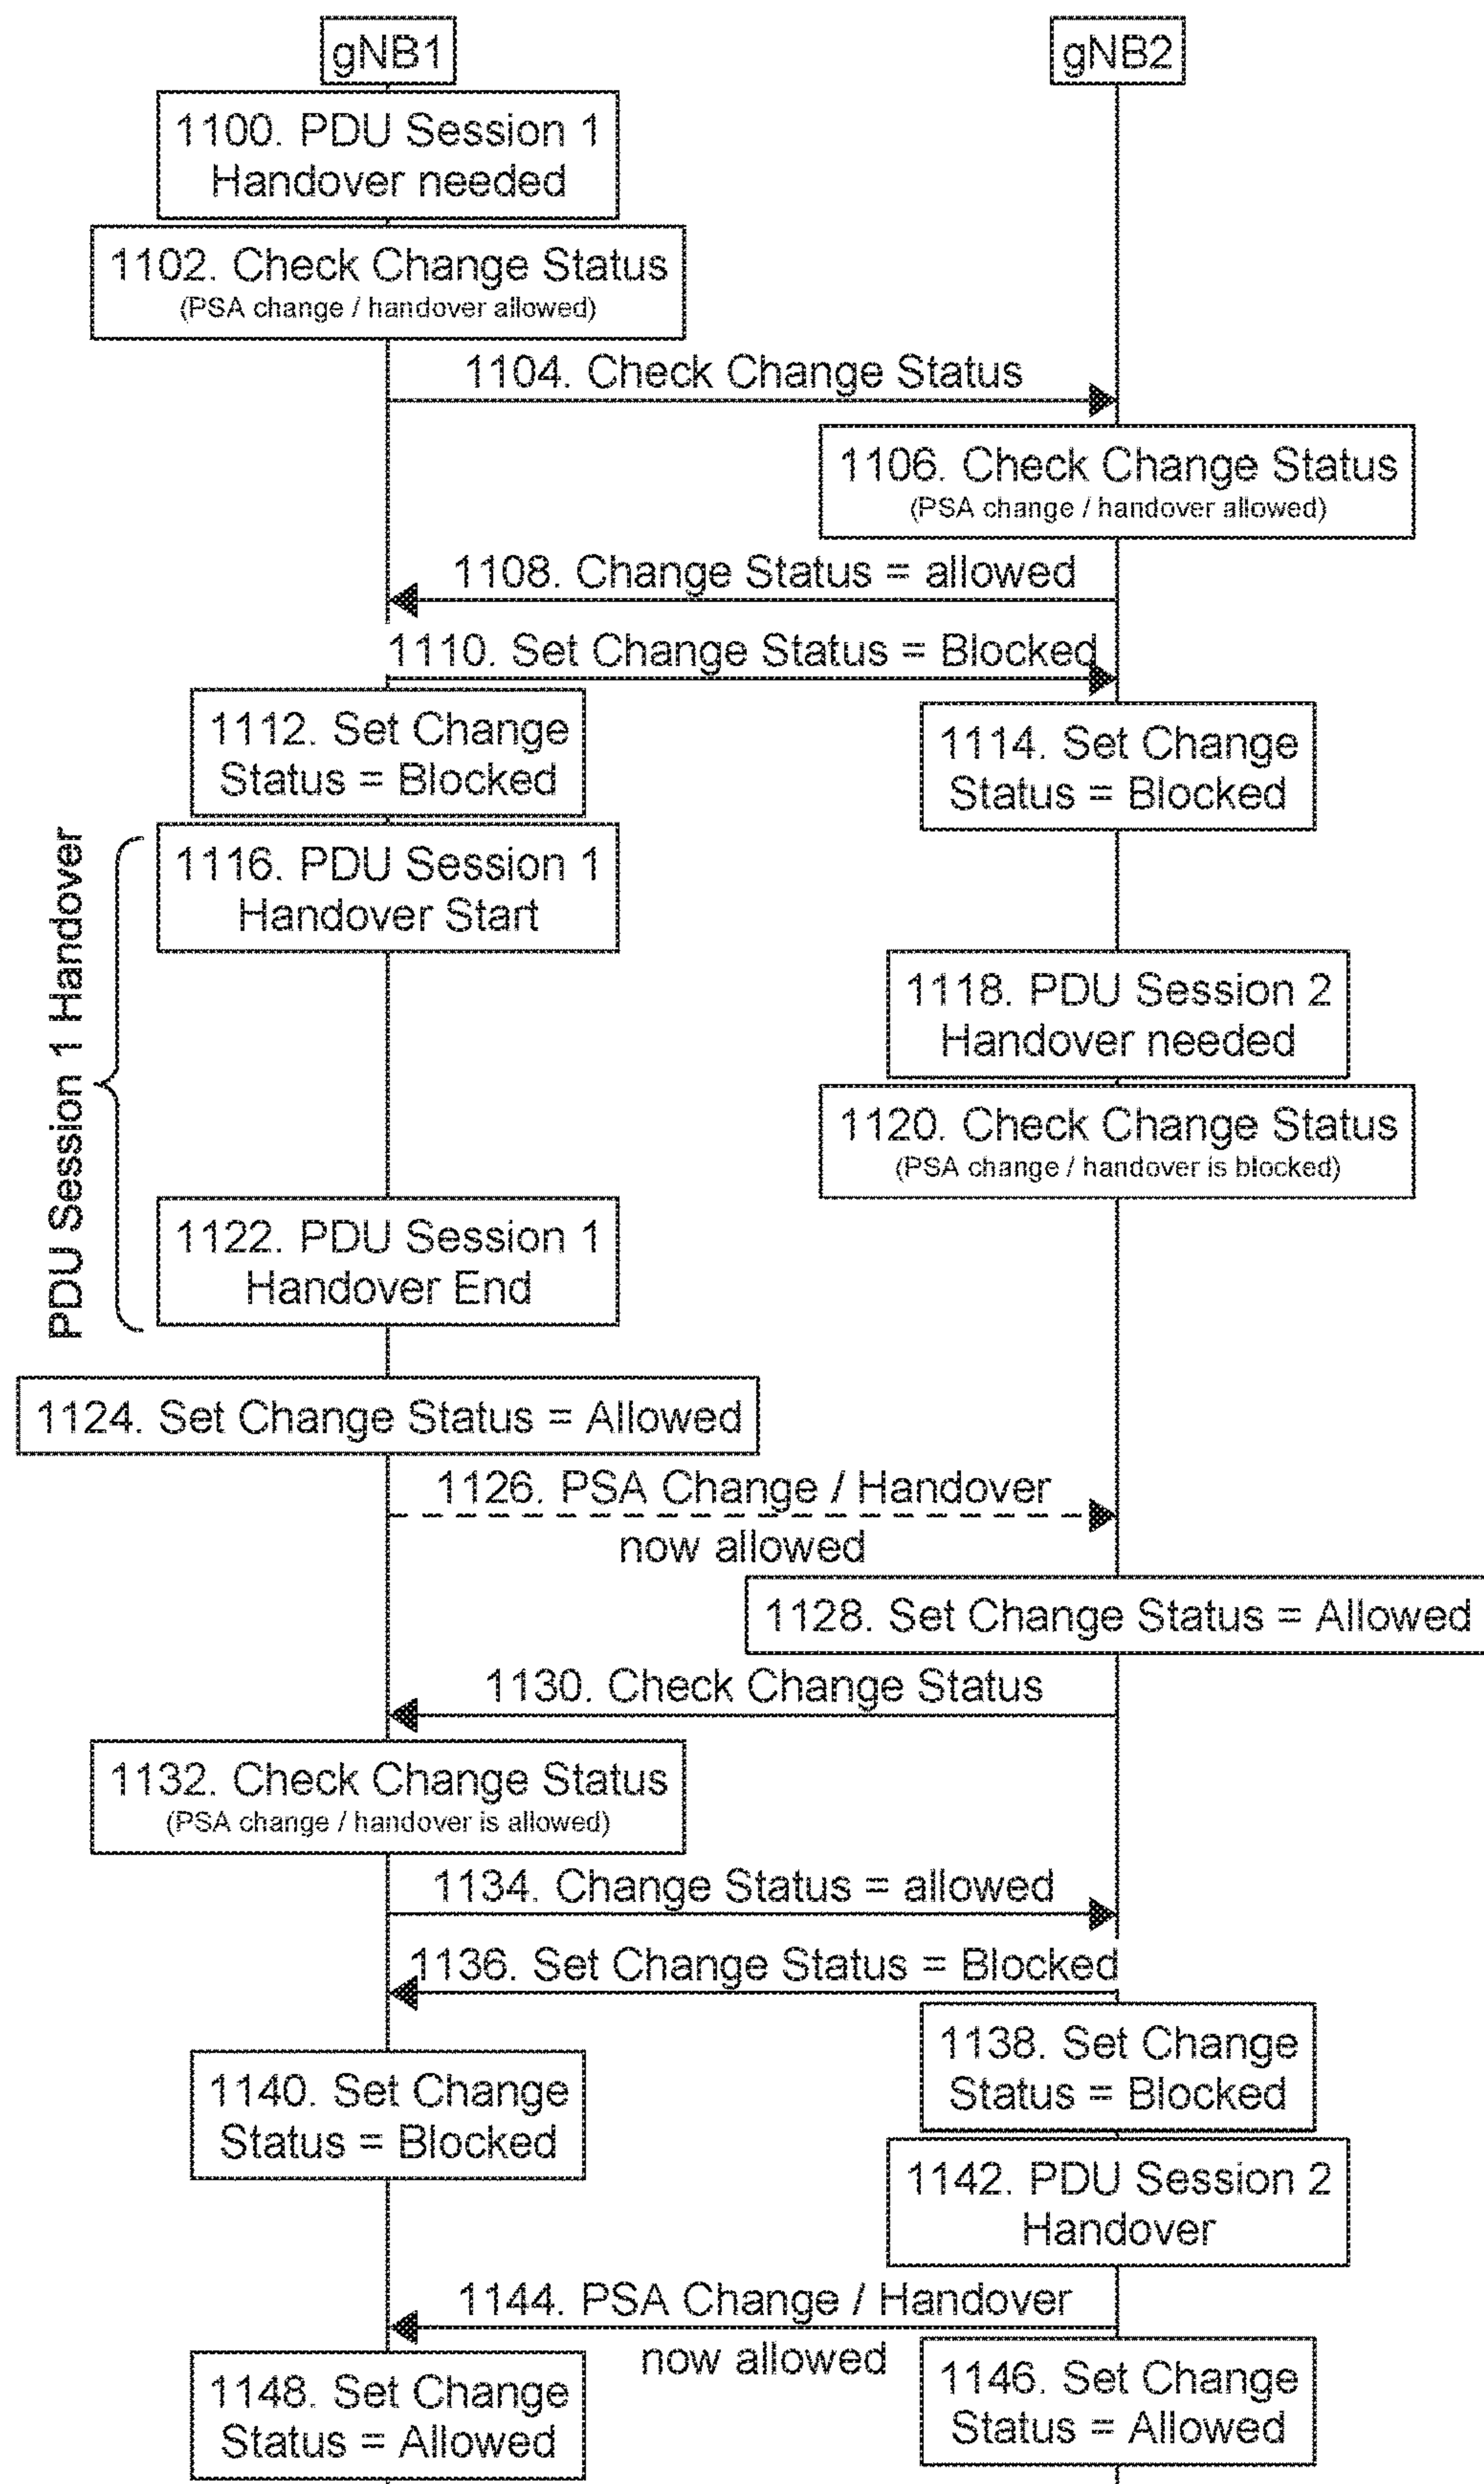 gNB1
gNB2
1100. PDU Session 1
Handover needed
1102. Check Change Status
(PSA change / handover allowed)
1104. Check Change Status
1106. Check Change Status
(PSA change / handover allowed)
1108. Change Status = allowed
1110. Set Change Status = Blocked
1112. Set Change
Status = Blocked
1114. Set Change
Status = Blocked
PDU Session 1 Handover
1116. PDU Session 1
Handover Start
1118. PDU Session 2
Handover needed
1120. Check Change Status
(PSA change / handover is blocked)
1122. PDU Session 1
Handover End
1124. Set Change Status = Allowed
1126. PSA Change / Handover
now allowed
1128. Set Change Status = Allowed
1130. Check Change Status
1132. Check Change Status
(PSA change / handover is allowed)
1134. Change Status = allowed
1136. Set Change Status = Blocked
1138. Set Change
Status = Blocked
1140. Set Change
Status = Blocked
1142. PDU Session 2
Handover
1144. PSA Change / Handover
now allowed
1146. Set Change
Status = Allowed
1148. Set Change
Status = Allowed